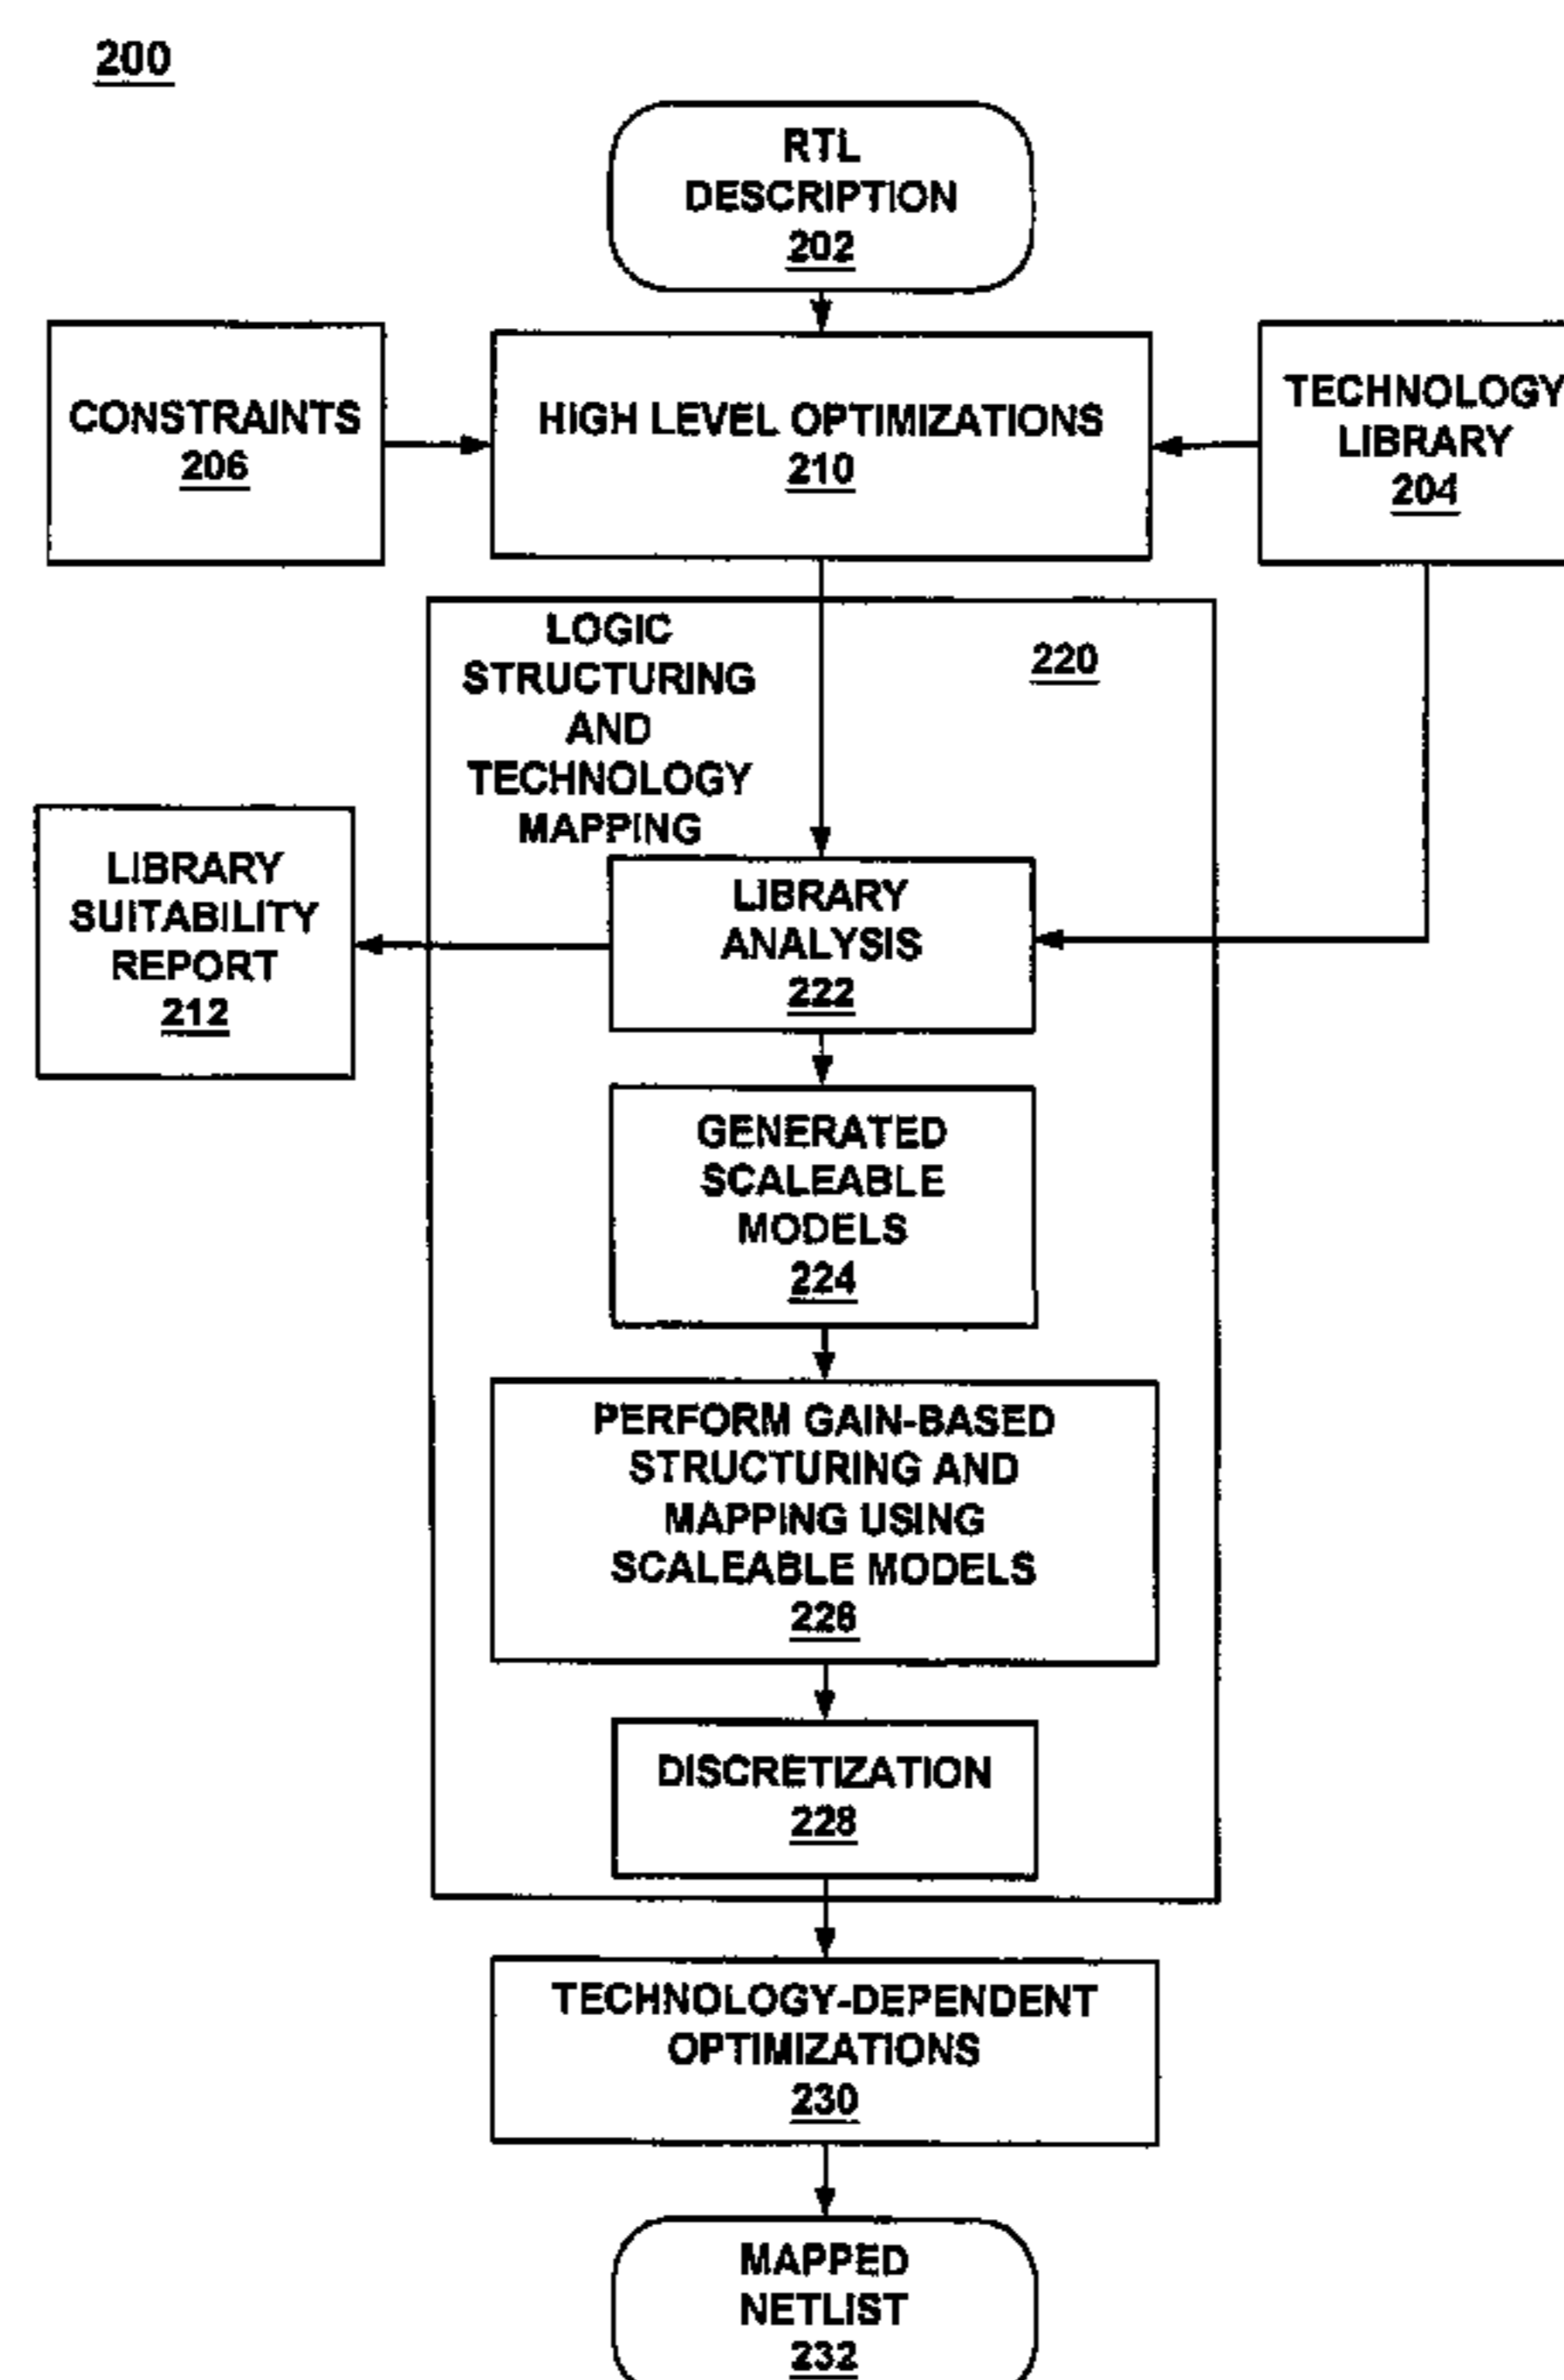 200
RTL
DESCRIPTION
202
CONSTRAINTS
206
HIGH LEVEL OPTIMIZATIONS
210
TECHNOLOGY
LIBRARY
204
LOGIC
STRUCTURING
AND
TECHNOLOGY
MAPPING
220
LIBRARY
SUITABILITY
REPORT
212
LIBRARY
ANALYSIS
222
GENERATED
SCALEABLE
MODELS
224
PERFORM GAIN-BASED
STRUCTURING AND
MAPPING USING
SCALEABLE MODELS
226
DISCRETIZATION
228
TECHNOLOGY-DEPENDENT
OPTIMIZATIONS
230
MAPPED
NETLIST
232